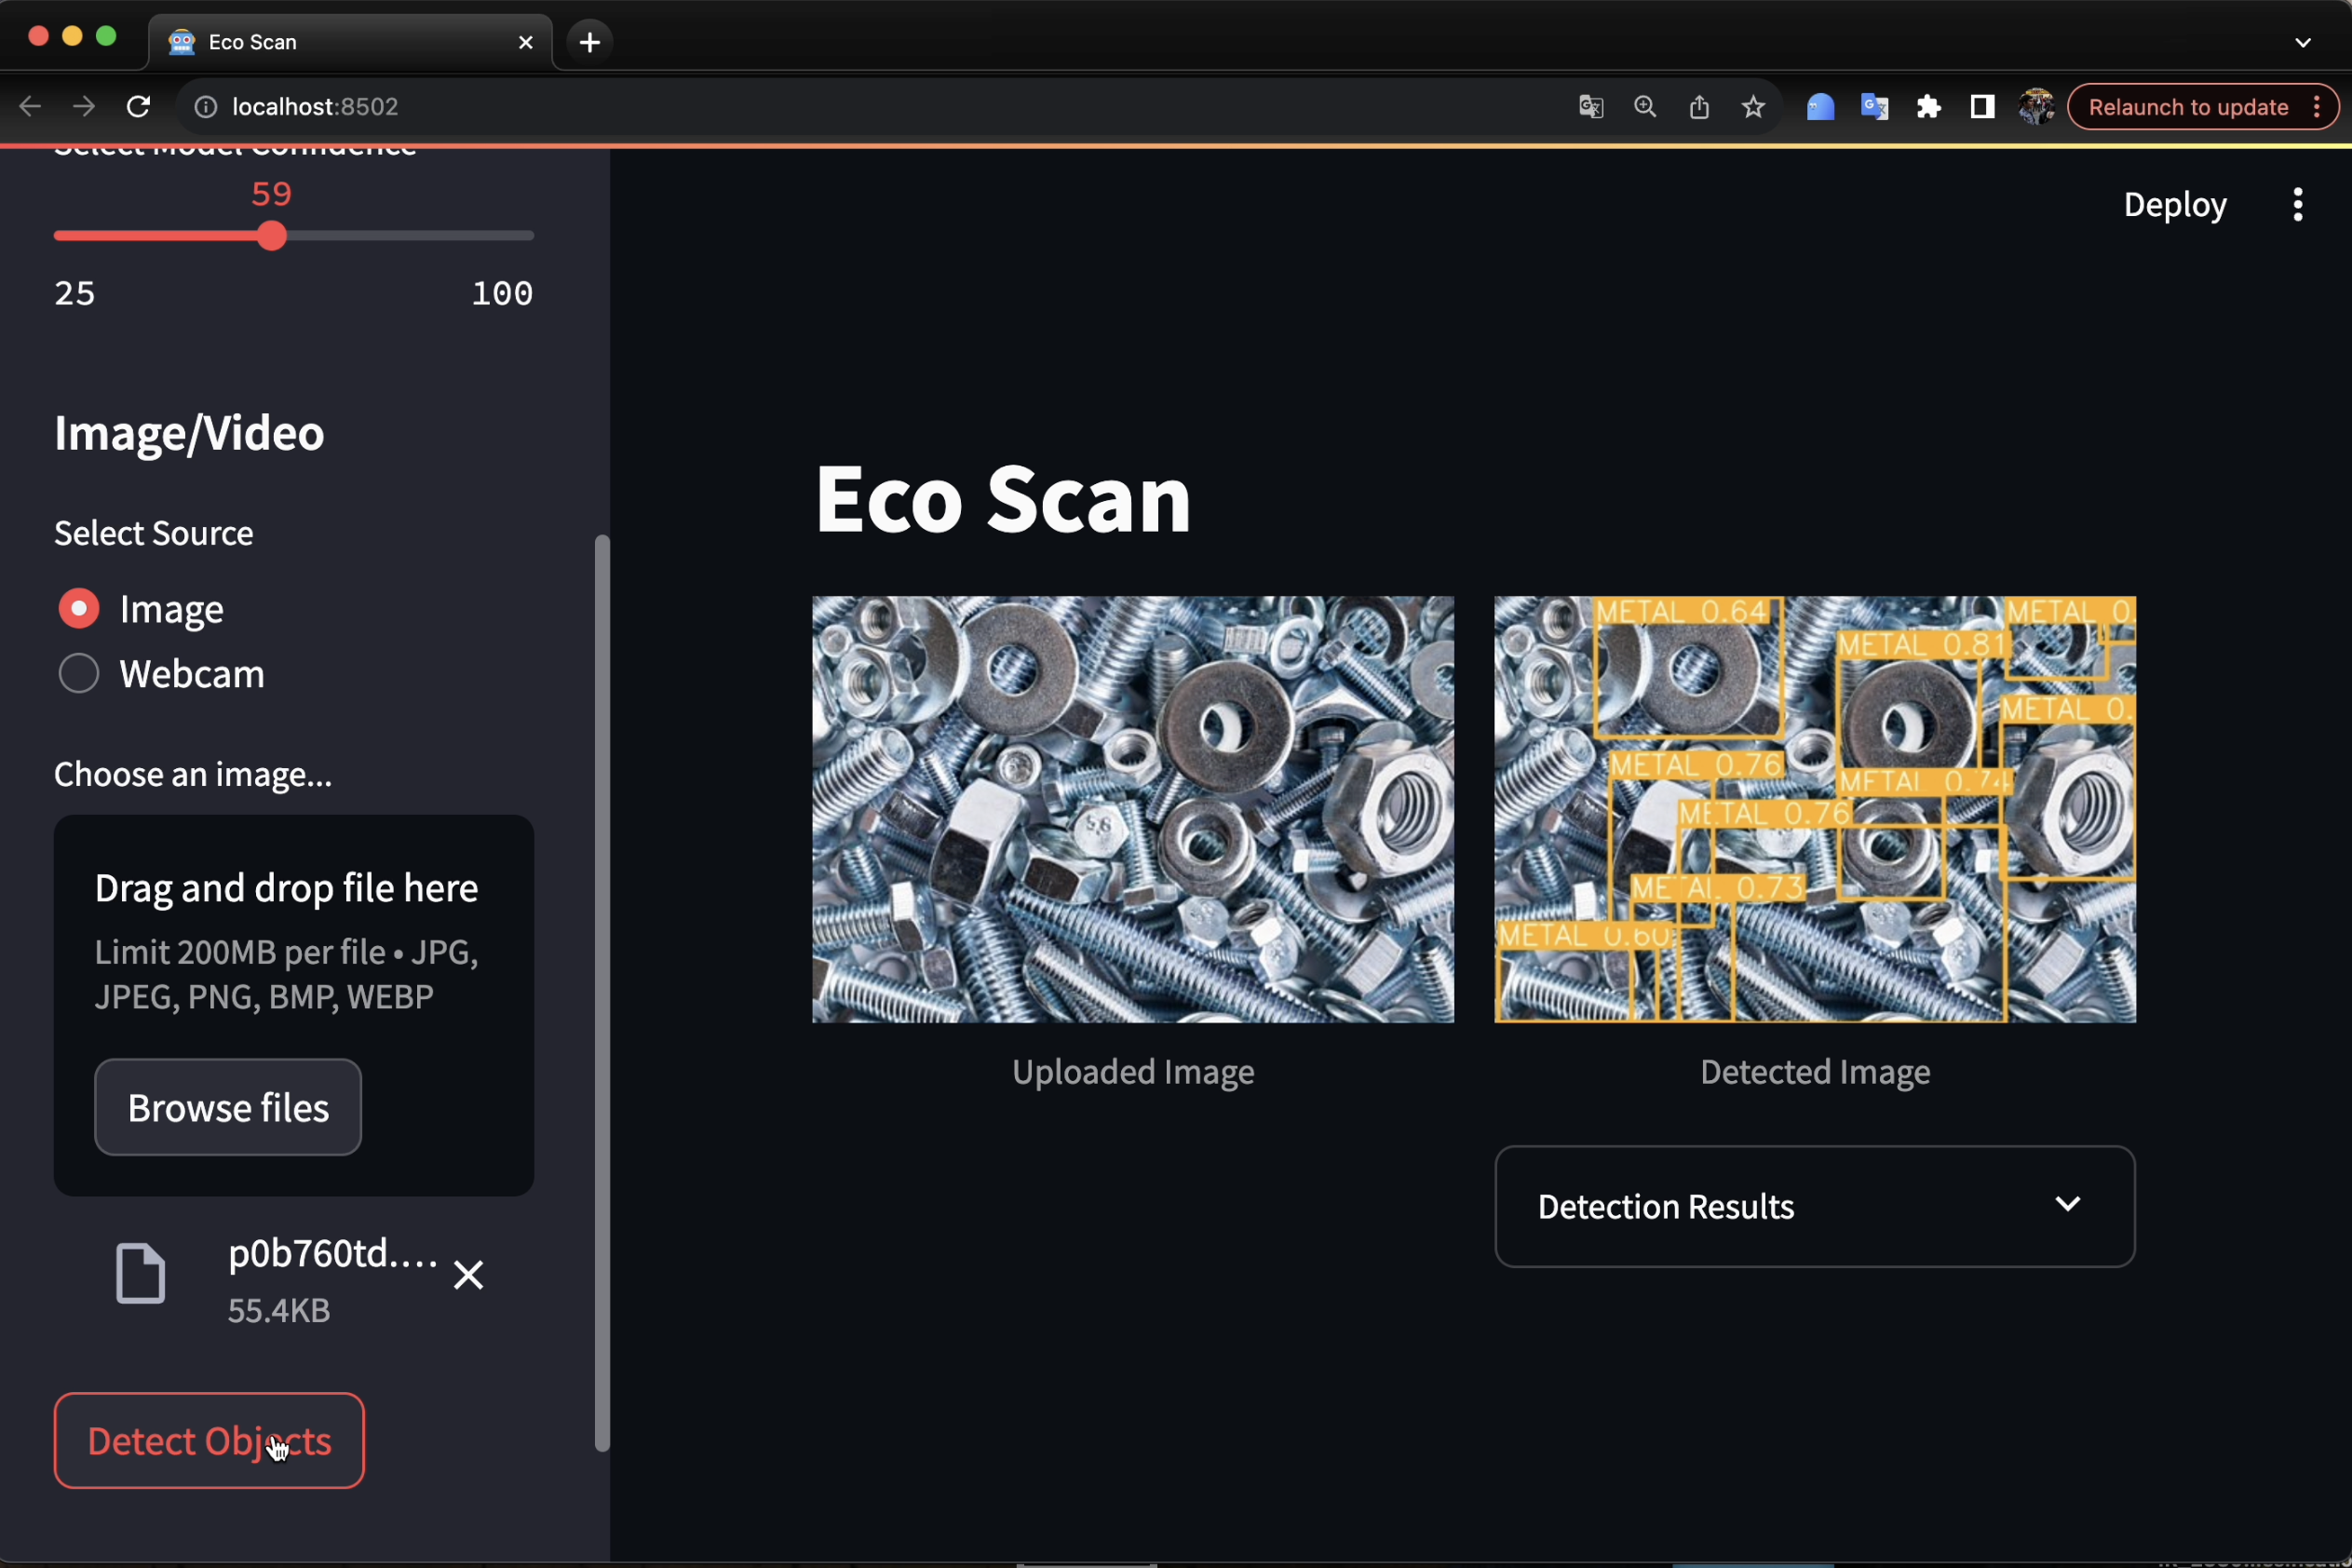 Eco Scan
localhost:8502
Relaunch to update
Select Model Confidence
59
25
100
Image/Video
Select Source
Image
Webcam
Choose an image...
Drag and drop file here
Limit 200MB per file • JPG,
JPEG, PNG, BMP, WEBP
Browse files
p0b760td....
55.4KB
Detect Objects
Deploy
Eco Scan
5,6
METAL 0.64
METAL 0.
METAL 0.81
METAL 0.
METAL 0.76
METAL 0.74
METAL 0.76
METAL 0.73
METAL 0.60
Uploaded Image
Detected Image
Detection Results